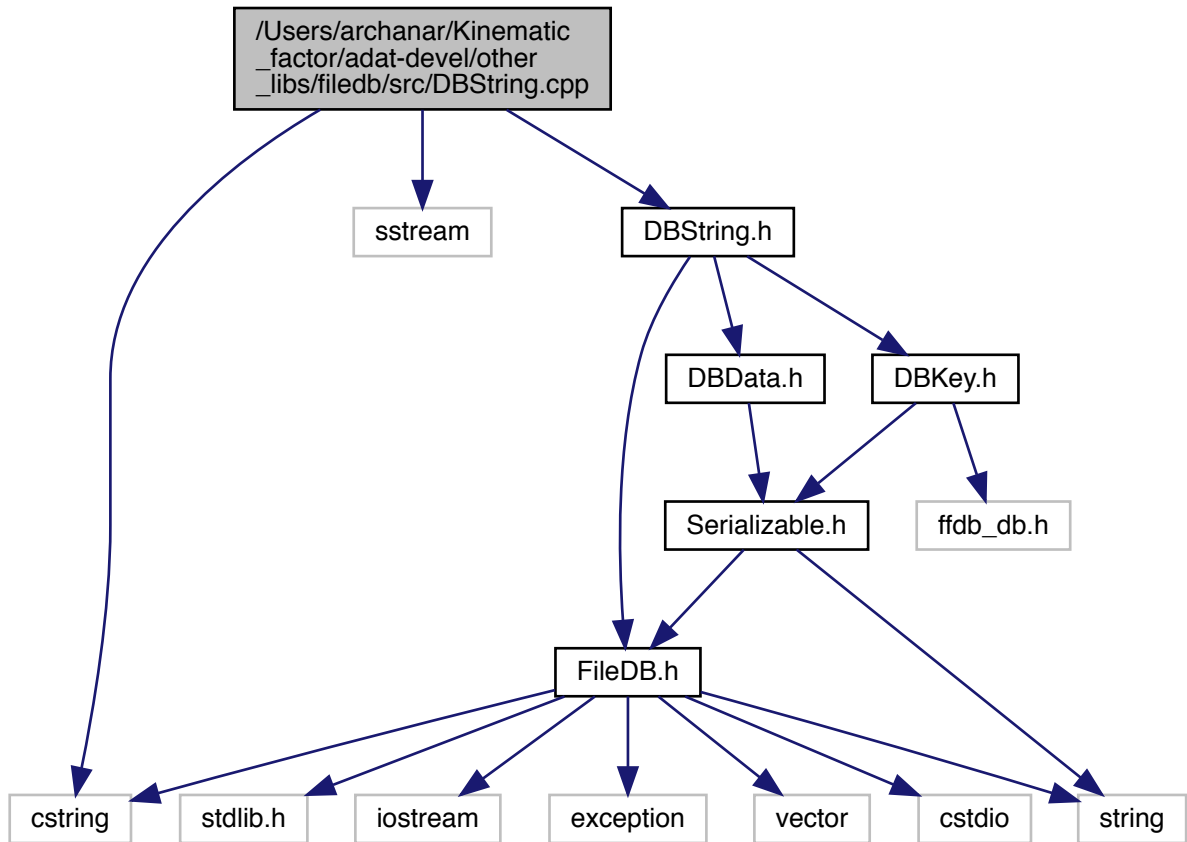 /Users/archanar/Kinematic
_factor/adat-devel/other
_libs/filedb/src/DBString.cpp
sstream
DBString.h
DBData.h
DBKey.h
Serializable.h
ffdb_db.h
FileDB.h
cstring
stdlib.h
iostream
exception
vector
cstdio
string